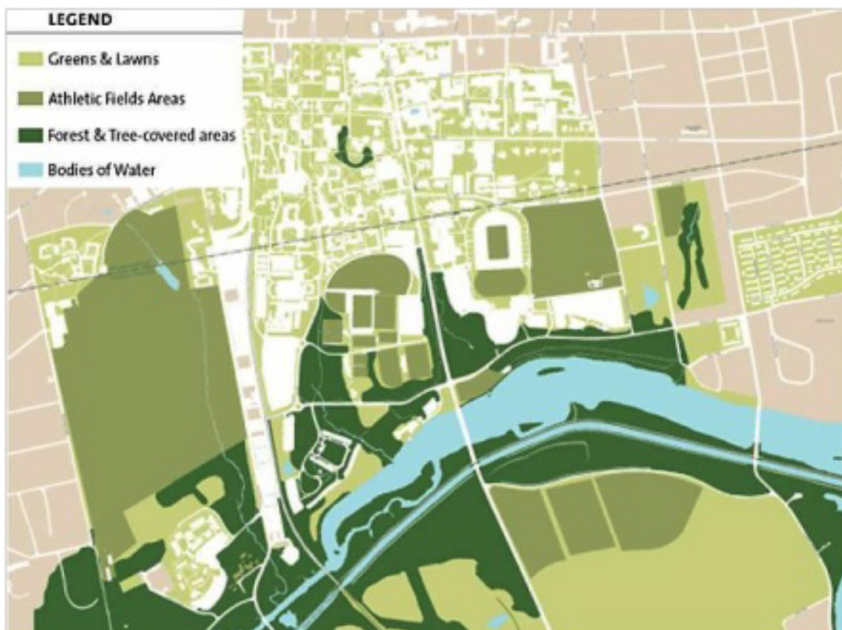 LEGEND
Greens & Lawns
Athletic Fields Areas
Forest & Tree-covered areas
Bodies of Water